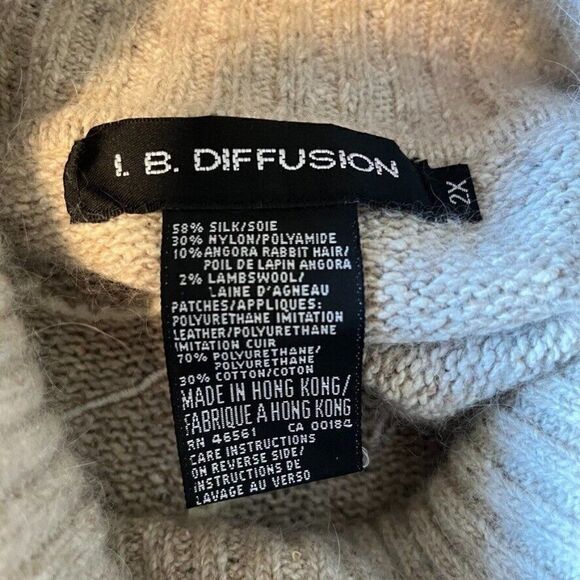 I. B. DIFFUSION
2X
58% SILK/SOIE
30% NYLON/POLYAMIDE
10% ANGORA RABBIT HAIR/
POIL DE LAPIN ANGORA
2% LAMBSWOOL/
LAINE D'AGNEAU
PATCHES/APPLIQUES:
POLYURETHANE IMITATION
LEATHER/POLYURETHANE
IMITATION CUIR
70% POLYURETHANE/
POLYURETHANE
30% COTTON/COTON
MADE IN HONG KONG/
FABRIQUE A HONG KONG
RN 46561 CA 00184
CARE INSTRUCTIONS
ON REVERSE SIDE/
INSTRUCTIONS DE
LAVAGE AU VERSO